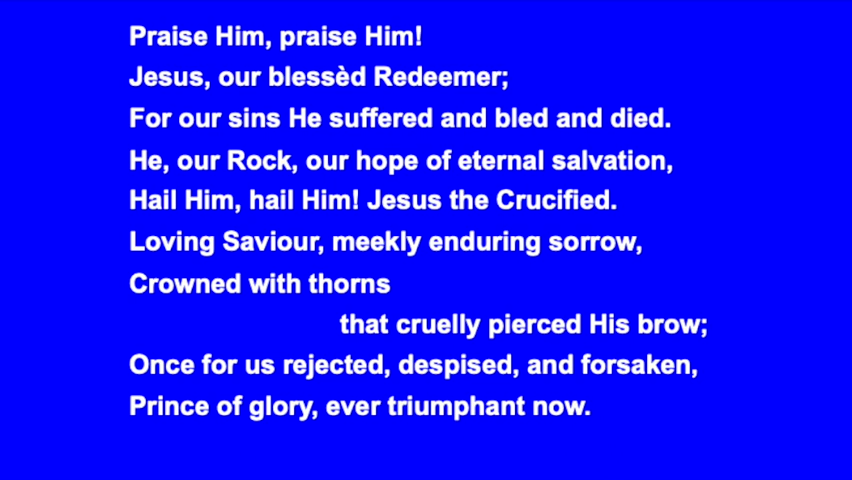 Praise Him, praise Him!
Jesus, our blessèd Redeemer;
For our sins He suffered and bled and died.
He, our Rock, our hope of eternal salvation,
Hail Him, hail Him! Jesus the Crucified.
Loving Saviour, meekly enduring sorrow,
Crowned with thorns
that cruelly pierced His brow;
Once for us rejected, despised, and forsaken,
Prince of glory, ever triumphant now.